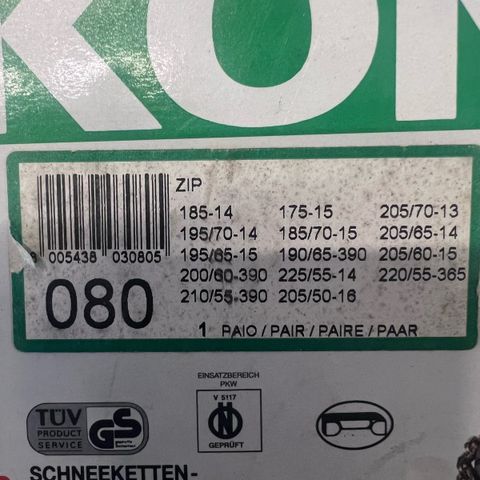 KON
ZIP
185-14 175-15 205/70-13
195/70-14 185/70-15 205/65-14
195/65-15 190/65-390 205/60-15
200/60-390 225/55-14 220/55-365
210/55-390 205/50-16
8 005438 030805
080
1 PAIO / PAIR / PAIRE / PAAR
EINSATZBEREICH
PKW
V 5117
GEPRÜFT
TÜV
PRODUCT
SERVICE
GS
geprüfte
Sicherheit
SCHNEEKETTEN-